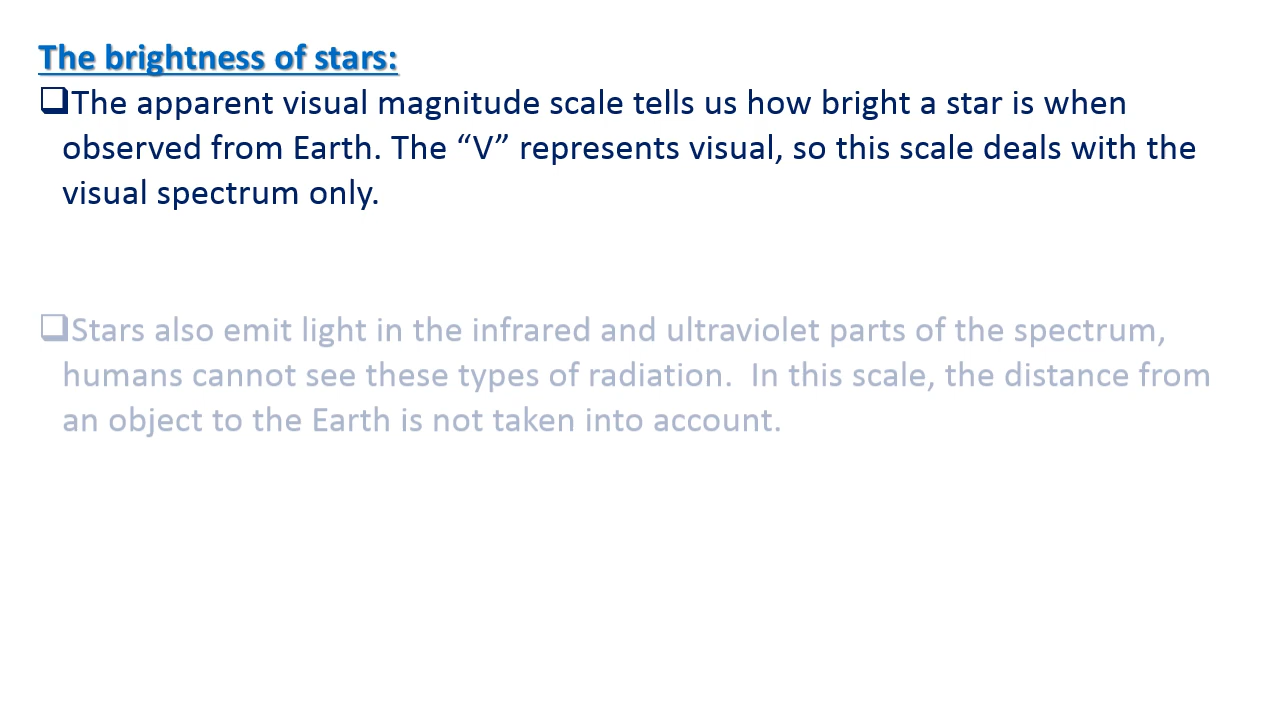 The brightness of stars:
❑The apparent visual magnitude scale tells us how bright a star is when
observed from Earth. The “V” represents visual, so this scale deals with the
visual spectrum only.
❑Stars also emit light in the infrared and ultraviolet parts of the spectrum,
humans cannot see these types of radiation.  In this scale, the distance from
an object to the Earth is not taken into account.